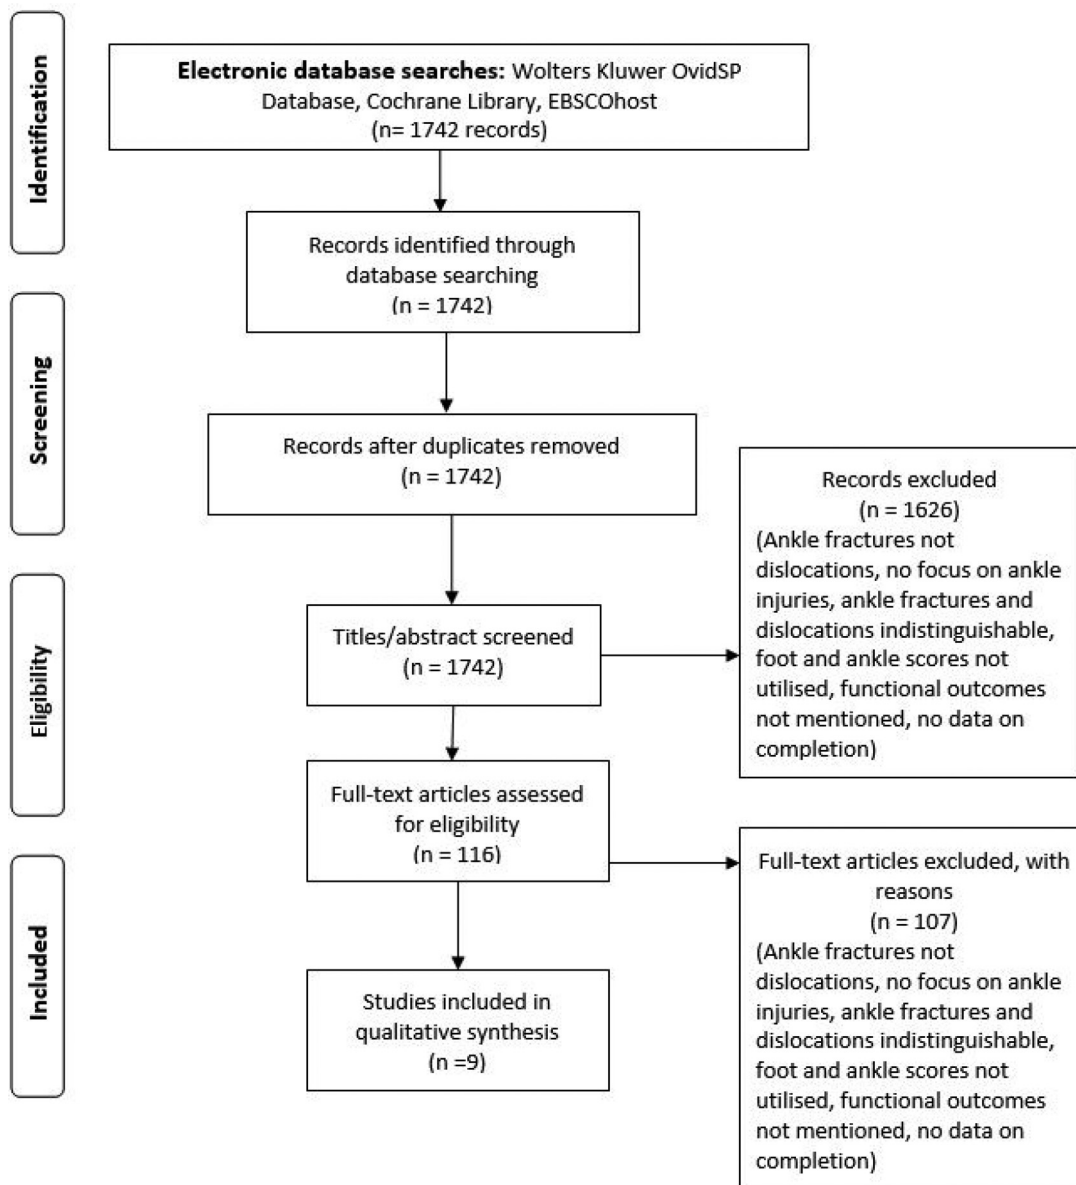 Identification
Electronic database searches: Wolters Kluwer OvidSP
Database, Cochrane Library, EBSCOhost
(n= 1742 records)
Records identified through
database searching
(n = 1742)
Screening
Records after duplicates removed
(n = 1742)
Records excluded
(n = 1626)
(Ankle fractures not
dislocations, no focus on ankle
injuries, ankle fractures and
dislocations indistinguishable,
foot and ankle scores not
utilised, functional outcomes
not mentioned, no data on
completion)
Eligibility
Titles/abstract screened
(n = 1742)
Full-text articles assessed
for eligibility
(n = 116)
Full-text articles excluded, with
reasons
(n = 107)
(Ankle fractures not
dislocations, no focus on ankle
injuries, ankle fractures and
dislocations indistinguishable,
foot and ankle scores not
utilised, functional outcomes
not mentioned, no data on
completion)
Included
Studies included in
qualitative synthesis
(n =9)